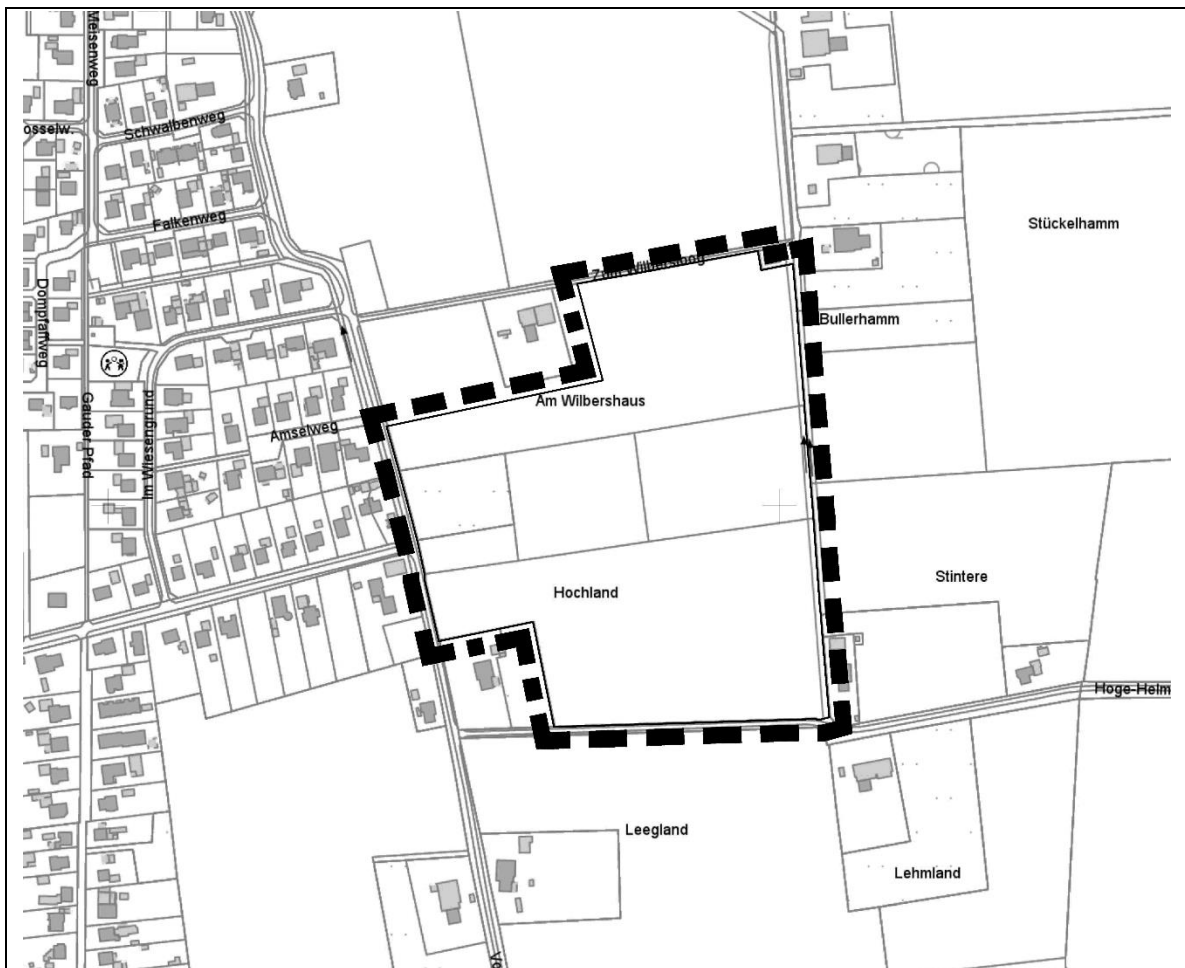 Meisenweg
osselw.
Schwalbenweg
Falkenweg
Stückelhamm
Dompfaffweg
Bullerhamm
Am Wilbershaus
Gauder Pfad
Im Wiesengrund
Amselweg
Stintere
Hochland
Hoge-Helm
Leegland
Lehmland